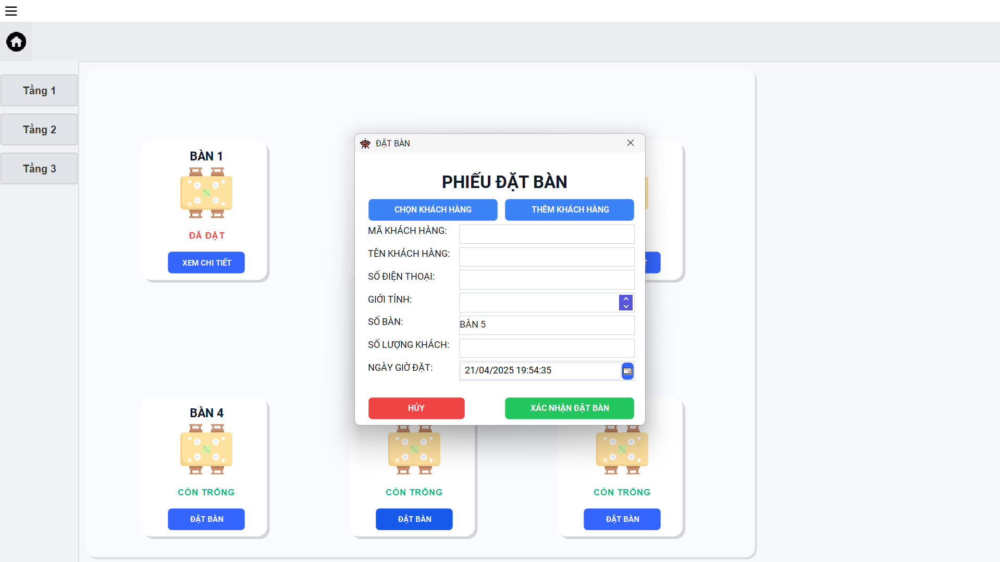 Tầng 1
Tầng 2
Tầng 3
BÀN 1
ĐÃ ĐẶT
XEM CHI TIẾT
ĐẶT BÀN
PHIẾU ĐẶT BÀN
CHỌN KHÁCH HÀNG
THÊM KHÁCH HÀNG
MÃ KHÁCH HÀNG:
TÊN KHÁCH HÀNG:
SỐ ĐIỆN THOẠI:
GIỚI TÍNH:
SỐ BÀN: BÀN 5
SỐ LƯỢNG KHÁCH:
NGÀY GIỜ ĐẶT: 21/04/2025 19:54:35
HỦY
XÁC NHẬN ĐẶT BÀN
BÀN 4
CÒN TRỐNG
ĐẶT BÀN
CÒN TRỐNG
ĐẶT BÀN
CÒN TRỐNG
ĐẶT BÀN